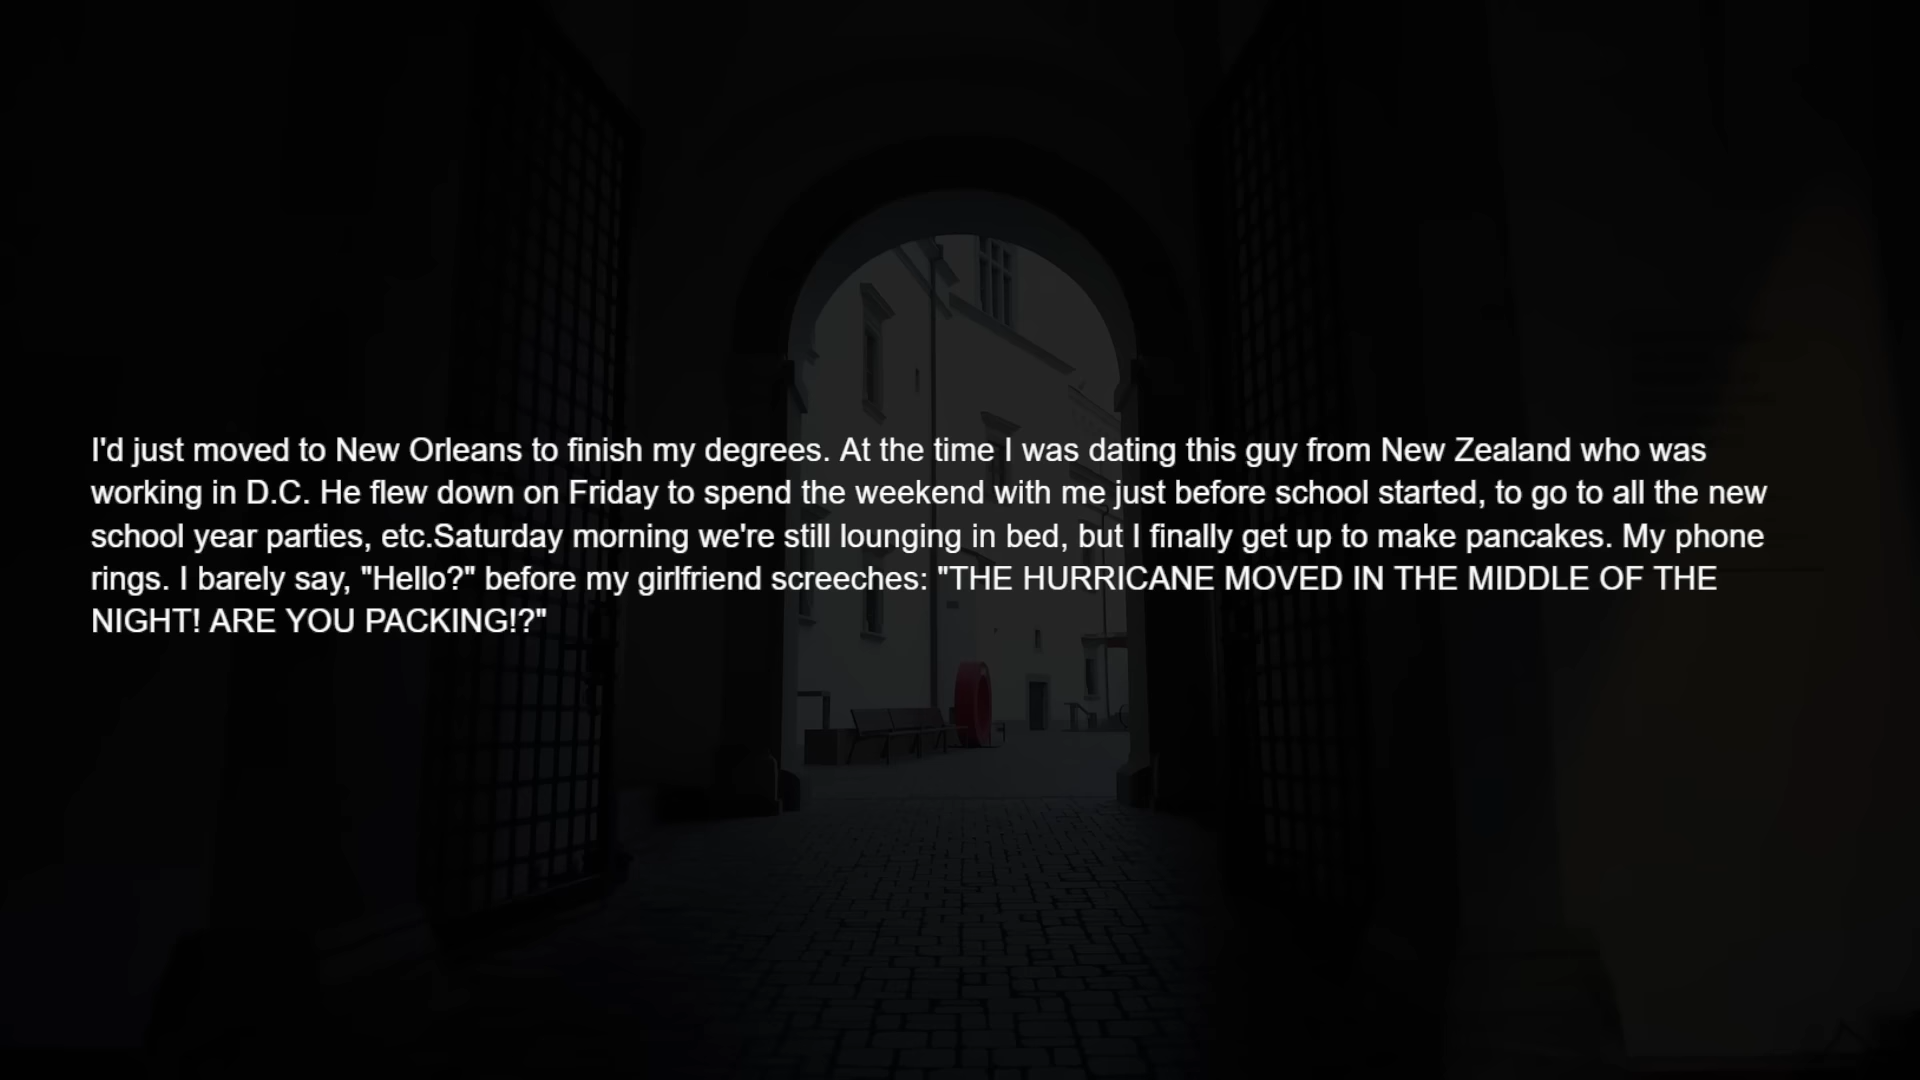 I'd just moved to New Orleans to finish my degrees. At the time I was dating this guy from New Zealand who was
working in D.C. He flew down on Friday to spend the weekend with me just before school started, to go to all the new
school year parties, etc.Saturday morning we're still lounging in bed, but I finally get up to make pancakes. My phone
rings. I barely say, "Hello?" before my girlfriend screeches: "THE HURRICANE MOVED IN THE MIDDLE OF THE
NIGHT! ARE YOU PACKING!?"